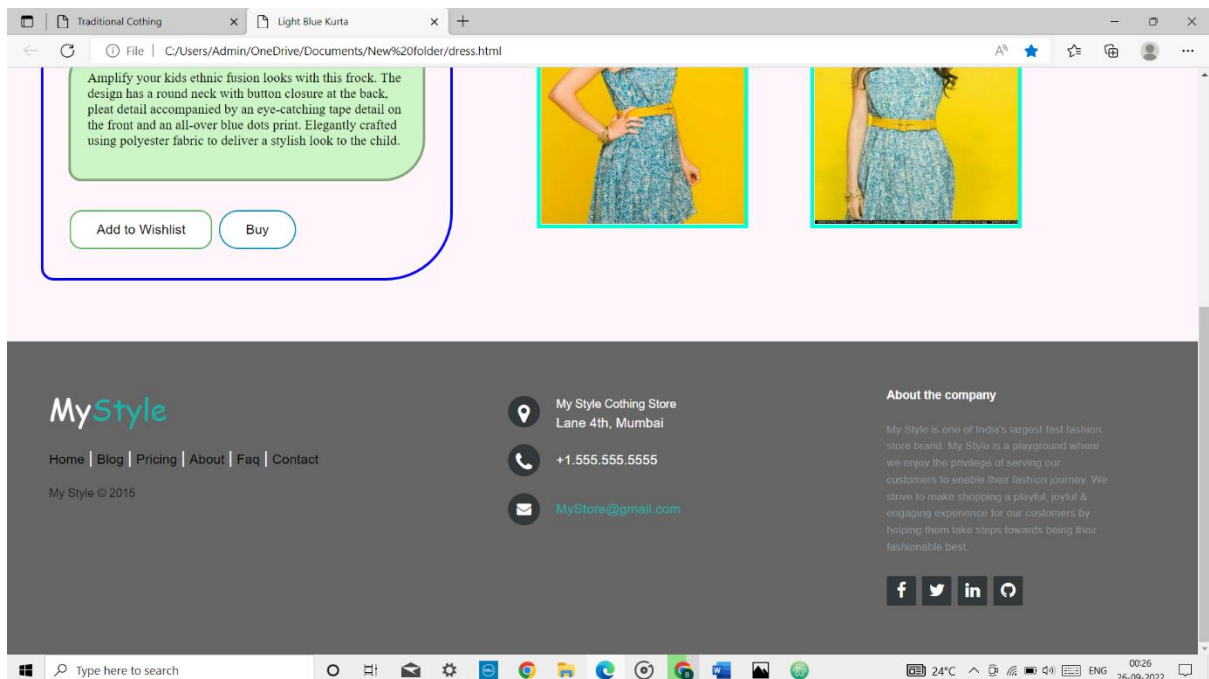 Traditional Cothing
Light Blue Kurta
File | C:/Users/Admin/OneDrive/Documents/New%20folder/dress.html
Amplify your kids ethnic fusion looks with this frock. The
design has a round neck with button closure at the back,
pleat detail accompanied by an eye-catching tape detail on
the front and an all-over blue dots print. Elegantly crafted
using polyester fabric to deliver a stylish look to the child.
Add to Wishlist
Buy
MyStyle
Home | Blog | Pricing | About | Faq | Contact
My Style © 2015
My Style Cothing Store
Lane 4th, Mumbai
+1.555.555.5555
MyStore@gmail.com
About the company
My Style is one of India's largest fast fashion
store brand. My Style is a playground where
we enjoy the privilege of serving our
customers to enable their fashion journey. We
strive to make shopping a playful, joyful &
engaging experience for our customers by
helping them take steps towards being their
fashionable best.
Type here to search
24°C
ENG
00:26
26-09-2022